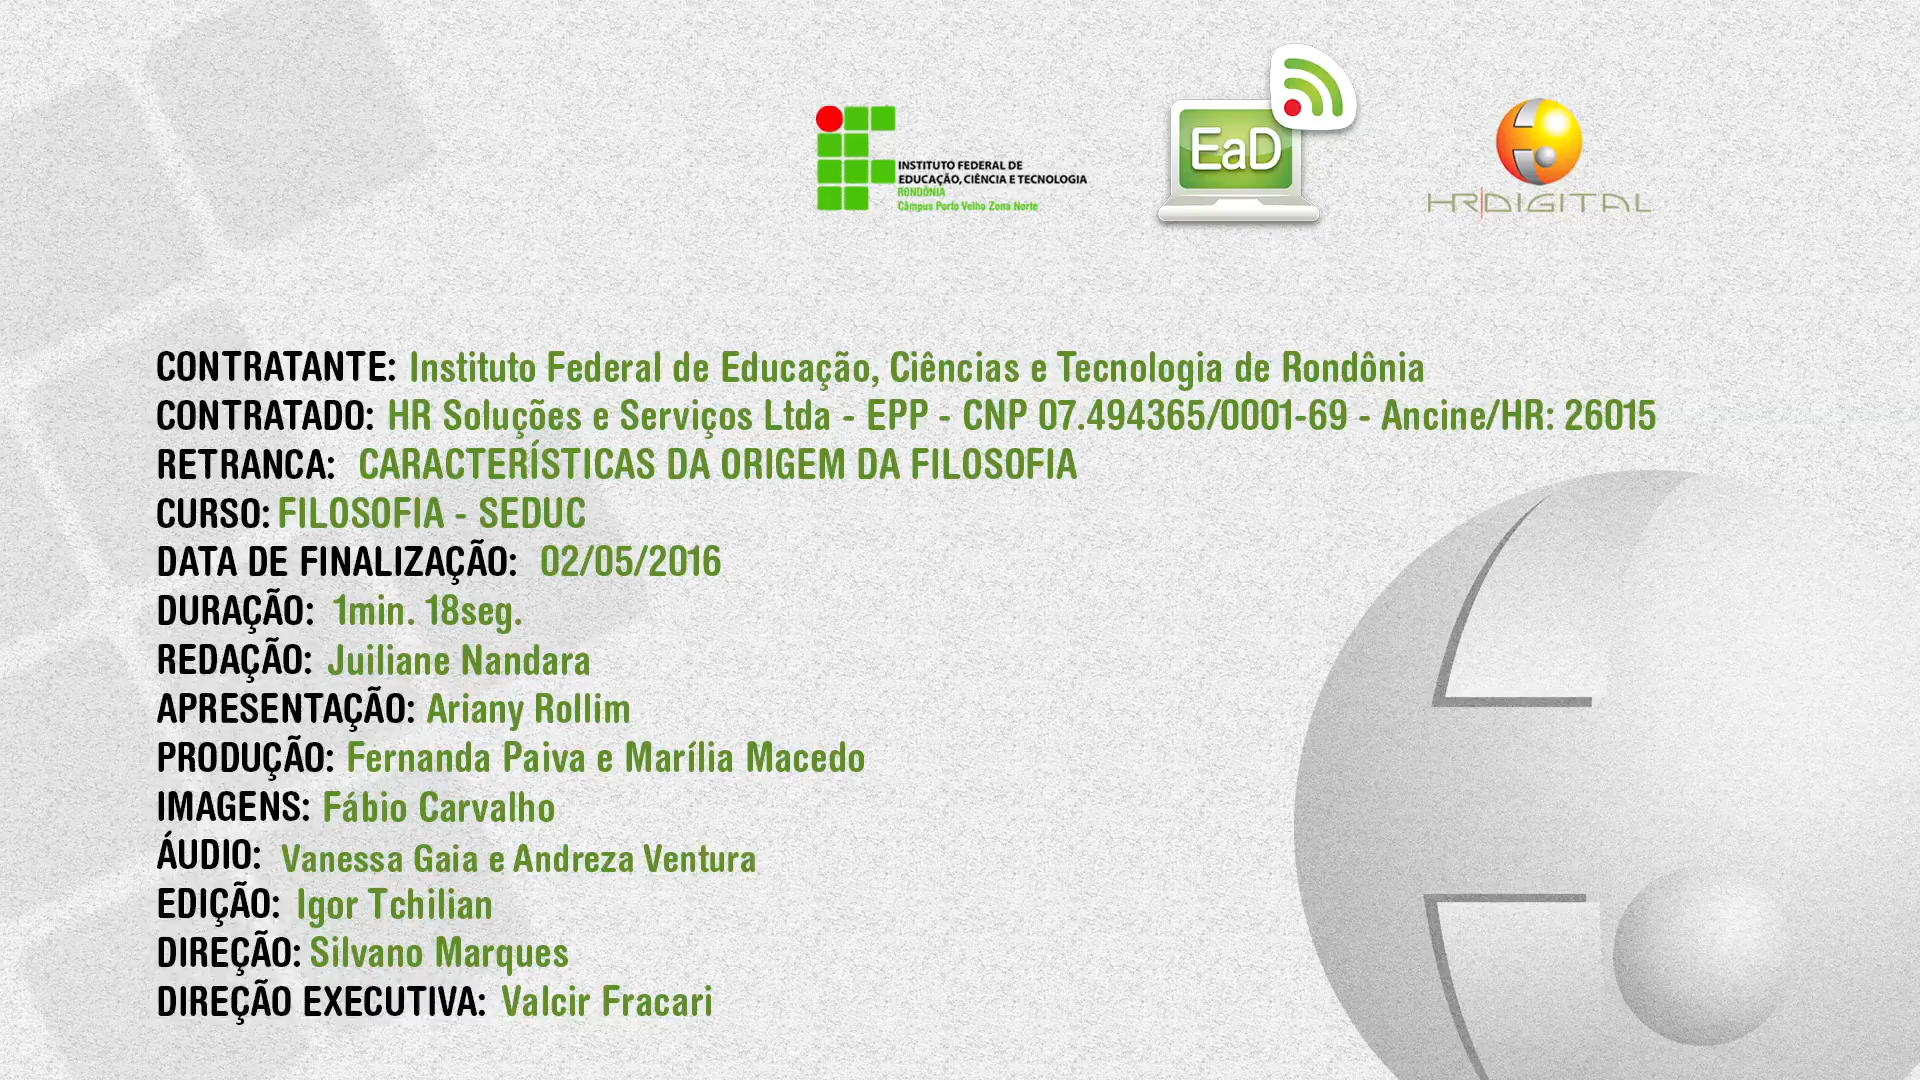 INSTITUTO FEDERAL DE
EDUCAÇÃO, CIÊNCIA E TECNOLOGIA
RONDÔNIA
Câmpus Porto Velho Zona Norte
EaD
HR DIGITAL
CONTRATANTE: Instituto Federal de Educação, Ciências e Tecnologia de Rondônia
CONTRATADO: HR Soluções e Serviços Ltda - EPP - CNP 07.494365/0001-69 - Ancine/HR: 26015
RETRANCA: CARACTERÍSTICAS DA ORIGEM DA FILOSOFIA
CURSO: FILOSOFIA - SEDUC
DATA DE FINALIZAÇÃO: 02/05/2016
DURAÇÃO: 1min. 18seg.
REDAÇÃO: Juiliane Nandara
APRESENTAÇÃO: Ariany Rollim
PRODUÇÃO: Fernanda Paiva e Marília Macedo
IMAGENS: Fábio Carvalho
ÁUDIO: Vanessa Gaia e Andreza Ventura
EDIÇÃO: Igor Tchilian
DIREÇÃO: Silvano Marques
DIREÇÃO EXECUTIVA: Valcir Fracari